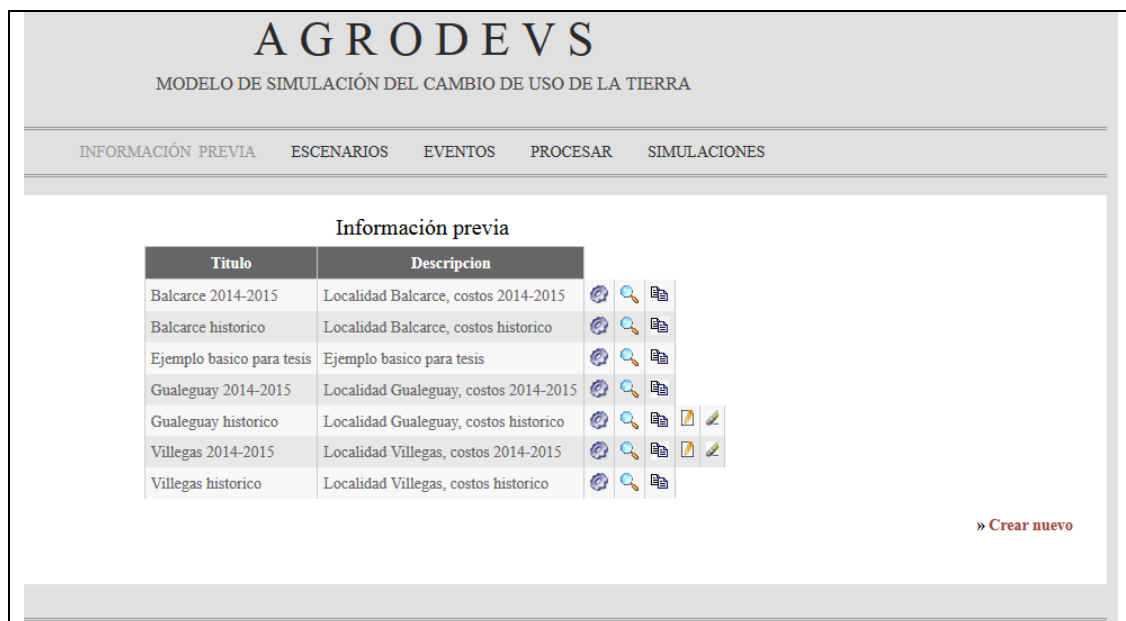 A G R O D E V S
MODELO DE SIMULACIÓN DEL CAMBIO DE USO DE LA TIERRA
INFORMACIÓN PREVIA ESCENARIOS EVENTOS PROCESAR SIMULACIONES
Información previa
Titulo Descripcion
Balcarce 2014-2015 Localidad Balcarce, costos 2014-2015
Balcarce historico Localidad Balcarce, costos historico
Ejemplo basico para tesis Ejemplo basico para tesis
Gualeguay 2014-2015 Localidad Gualeguay, costos 2014-2015
Gualeguay historico Localidad Gualeguay, costos historico
Villegas 2014-2015 Localidad Villegas, costos 2014-2015
Villegas historico Localidad Villegas, costos historico
» Crear nuevo